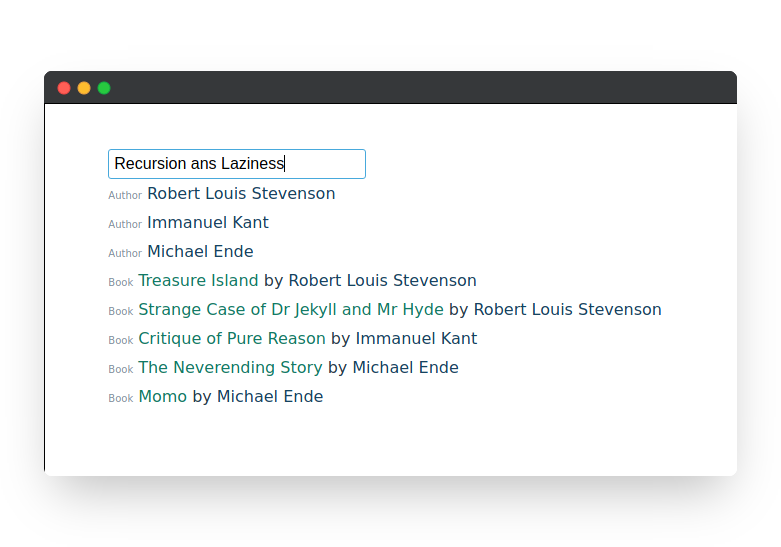 Recursion ans Laziness
Author Robert Louis Stevenson
Author Immanuel Kant
Author Michael Ende
Book Treasure Island by Robert Louis Stevenson
Book Strange Case of Dr Jekyll and Mr Hyde by Robert Louis Stevenson
Book Critique of Pure Reason by Immanuel Kant
Book The Neverending Story by Michael Ende
Book Momo by Michael Ende